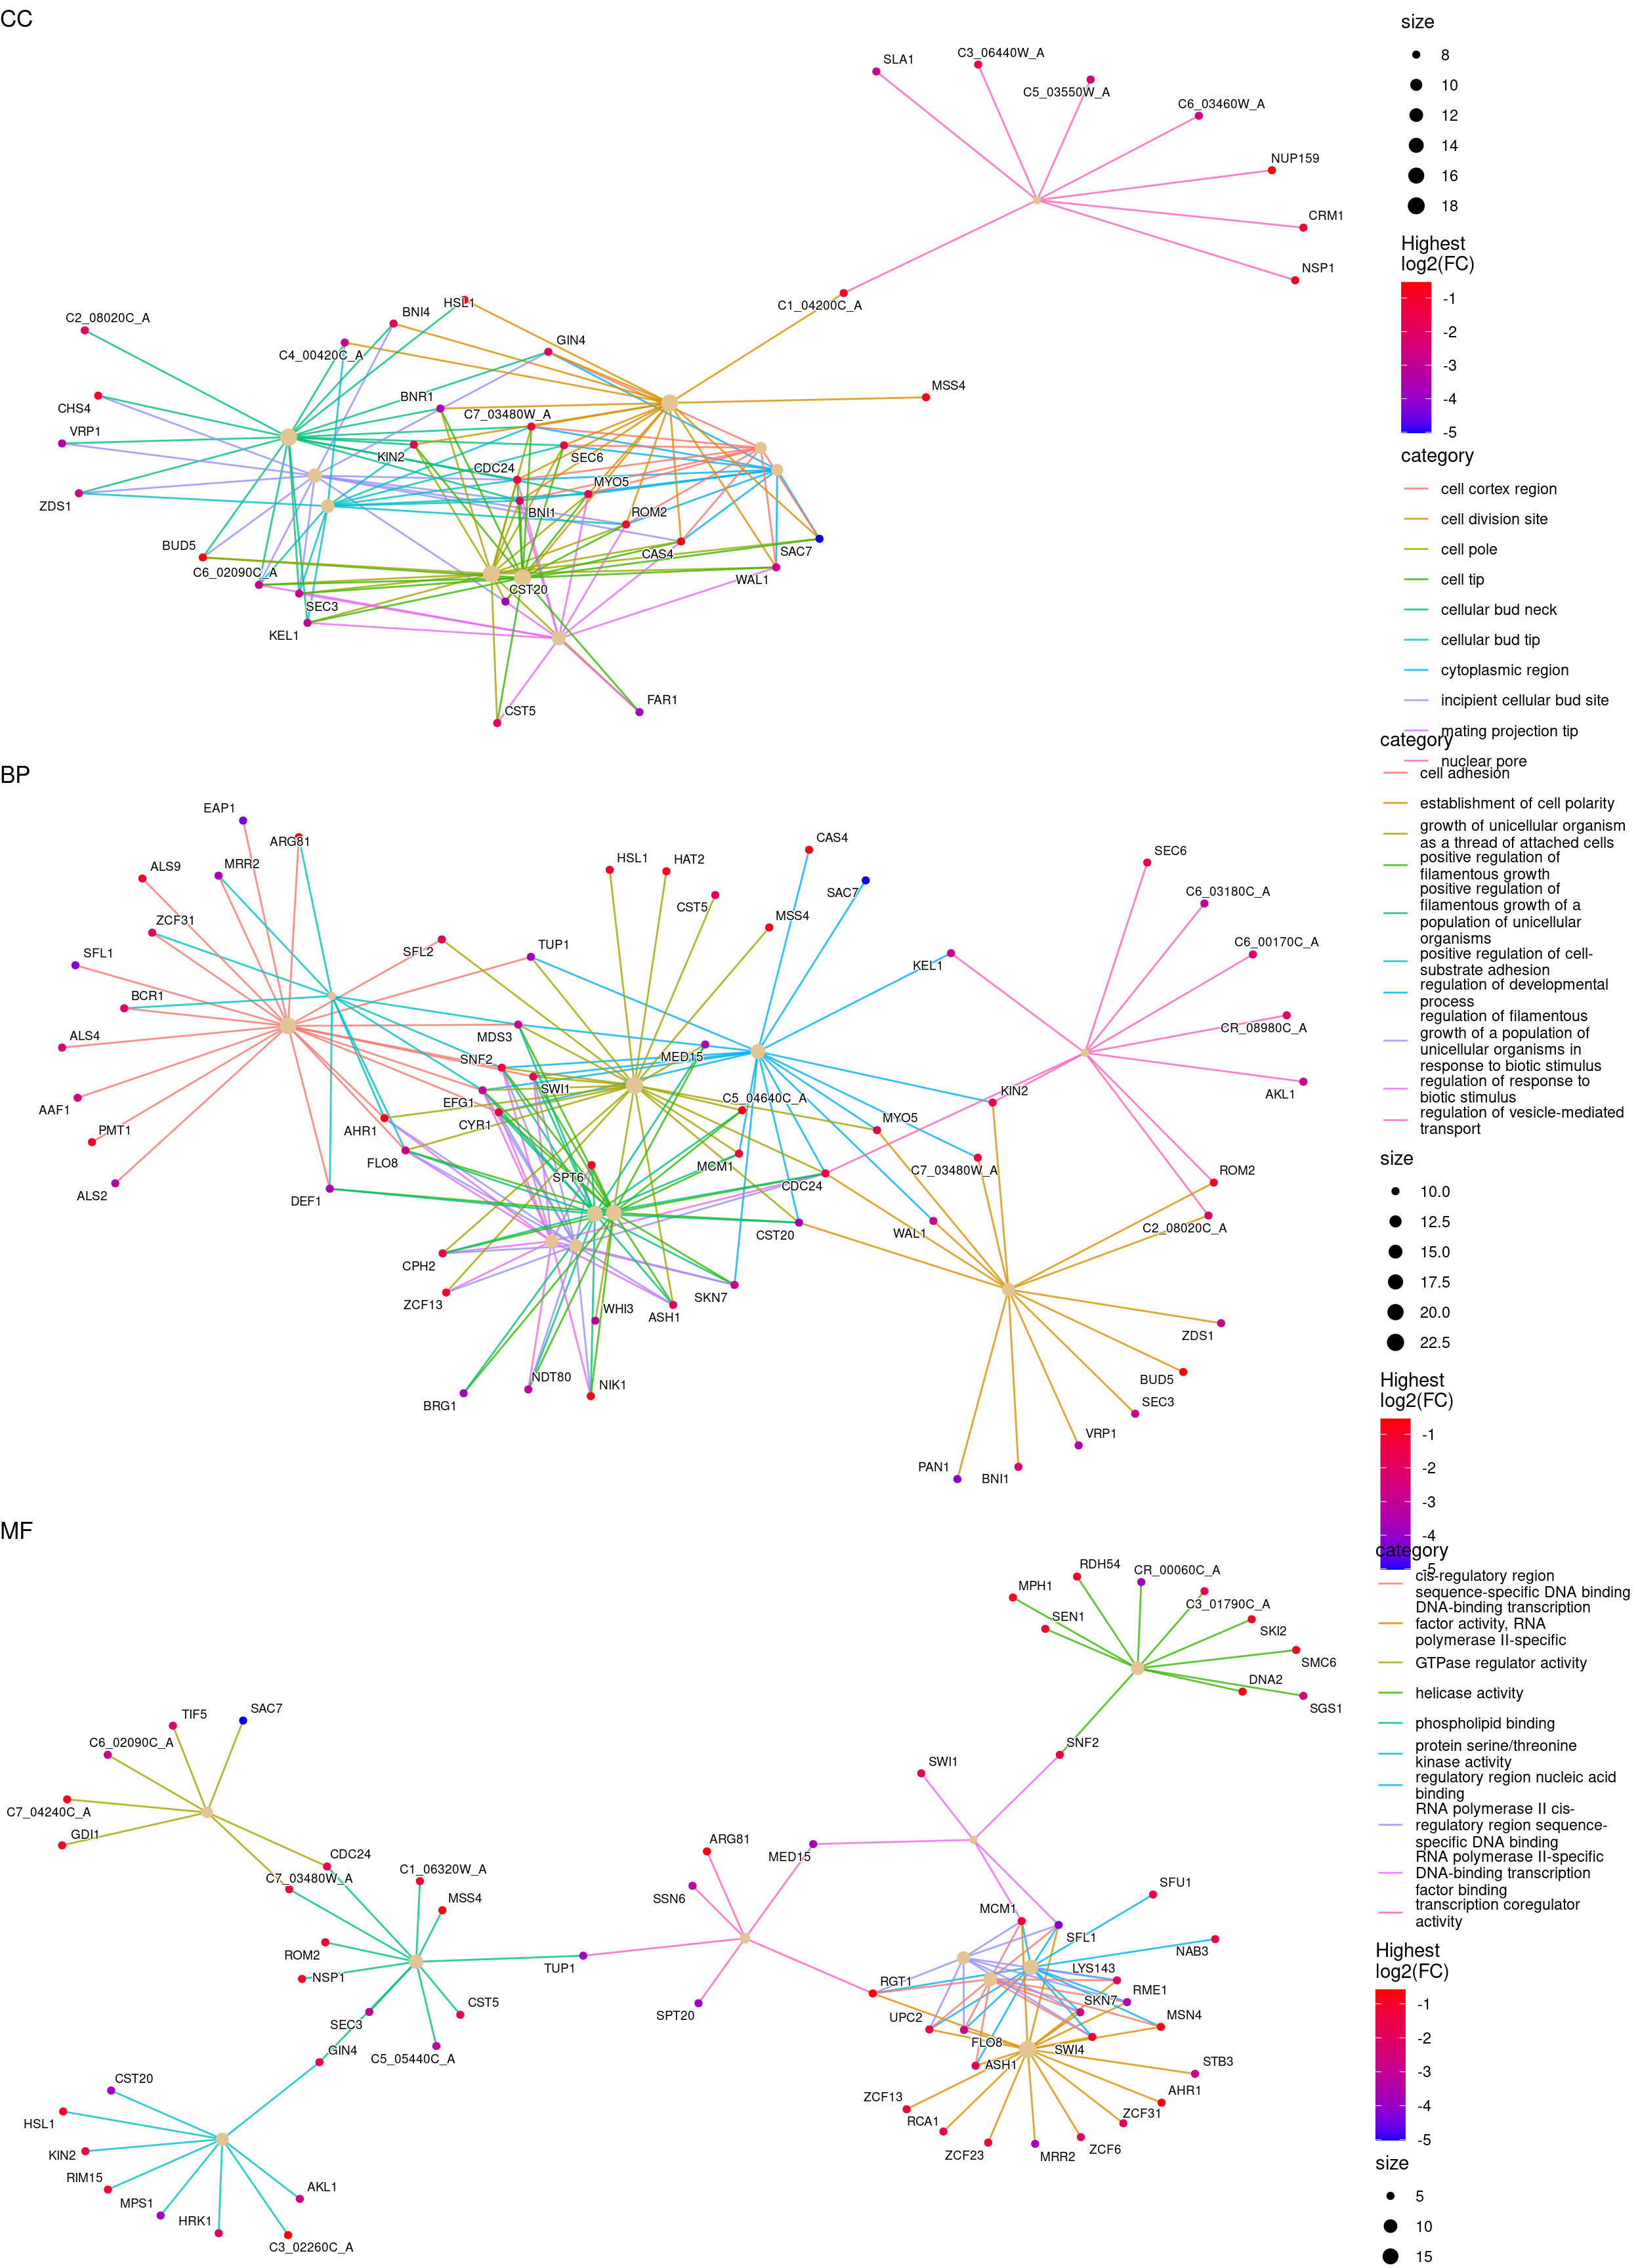 CC
SLA1
C3_06440W_A
C5_03550W_A
C6_03460W_A
NUP159
CRM1
NSP1
C1_04200C_A
C2_08020C_A
HSL1
BNI4
C4_00420C_A
GIN4
MSS4
CHS4
BNR1
C7_03480W_A
VRP1
KIN2
SEC6
CDC24
MYO5
ZDS1
BNI1
ROM2
BUD5
CAS4
SAC7
C6_02090C_A
WAL1
CST20
SEC3
KEL1
FAR1
CST5
size
8
10
12
14
16
18
Highest
log2(FC)
-1
-2
-3
-4
-5
category
cell cortex region
cell division site
cell pole
cell tip
cellular bud neck
cellular bud tip
cytoplasmic region
incipient cellular bud site
mating projection tip
nuclear pore
BP
EAP1
ARG81
ALS9
MRR2
ZCF31
SFL1
BCR1
ALS4
AAF1
PMT1
ALS2
SFL2
TUP1
HSL1
HAT2
CST5
MSS4
CAS4
SAC7
KEL1
SEC6
C6_03180C_A
C6_00170C_A
CR_08980C_A
AKL1
MDS3
SNF2
MED15
SWI1
EFG1
C5_04640C_A
CYR1
AHR1
FLO8
DEF1
MYO5
KIN2
MCM1
C7_03480W_A
SPT6
CDC24
ROM2
CST20
WAL1
C2_08020C_A
CPH2
ZCF13
WHI3
ASH1
SKN7
NDT80
NIK1
BRG1
ZDS1
BUD5
SEC3
VRP1
BNI1
PAN1
category
cell adhesion
establishment of cell polarity
growth of unicellular organism
as a thread of attached cells
positive regulation of
filamentous growth
positive regulation of
filamentous growth of a
population of unicellular
organisms
positive regulation of cell-
substrate adhesion
regulation of developmental
process
regulation of filamentous
growth of a population of
unicellular organisms in
response to biotic stimulus
regulation of response to
biotic stimulus
regulation of vesicle-mediated
transport
size
10.0
12.5
15.0
17.5
20.0
22.5
Highest
log2(FC)
-1
-2
-3
-4
-5
MF
RDH54
CR_00060C_A
MPH1
C3_01790C_A
SEN1
SKI2
SMC6
DNA2
SGS1
SNF2
SWI1
TIF5
SAC7
C6_02090C_A
C7_04240C_A
GDI1
CDC24
C7_03480W_A
C1_06320W_A
MSS4
ROM2
NSP1
TUP1
CST5
SEC3
GIN4
C5_05440C_A
ARG81
MED15
SSN6
SPT20
RGT1
MCM1
SFL1
SFU1
NAB3
LYS143
RME1
SKN7
MSN4
UPC2
FLO8
SWI4
ASH1
STB3
AHR1
ZCF31
ZCF13
RCA1
ZCF23
MRR2
ZCF6
CST20
HSL1
KIN2
RIM15
MPS1
HRK1
AKL1
C3_02260C_A
category
cis-regulatory region
sequence-specific DNA binding
DNA-binding transcription
factor activity, RNA
polymerase II-specific
GTPase regulator activity
helicase activity
phospholipid binding
protein serine/threonine
kinase activity
regulatory region nucleic acid
binding
RNA polymerase II cis-
regulatory region sequence-
specific DNA binding
RNA polymerase II-specific
DNA-binding transcription
factor binding
transcription coregulator
activity
Highest
log2(FC)
-1
-2
-3
-4
-5
size
5
10
15